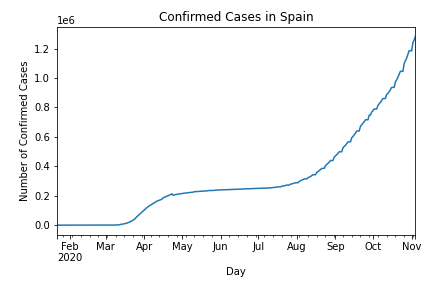 Confirmed Cases in Spain
1e6
1.2
1.0
0.8
0.6
0.4
0.2
0.0
Number of Confirmed Cases
Feb Mar Apr May Jun Jul Aug Sep Oct Nov
2020
Day